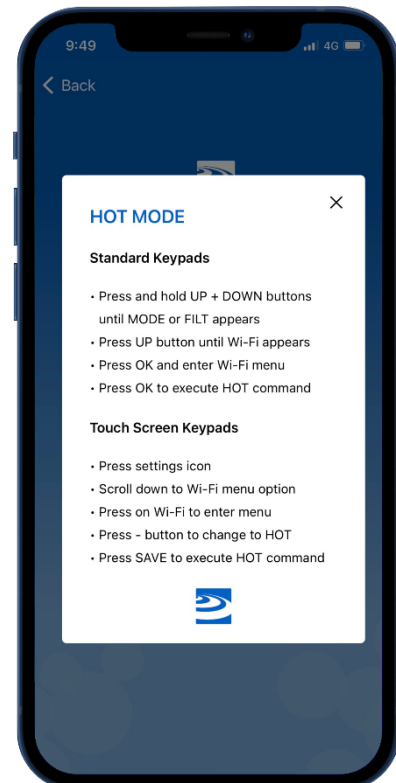 9:49
4G
Back
HOT MODE
Standard Keypads
• Press and hold UP + DOWN buttons
until MODE or FILT appears
• Press UP button until Wi-Fi appears
• Press OK and enter Wi-Fi menu
• Press OK to execute HOT command
Touch Screen Keypads
• Press settings icon
• Scroll down to Wi-Fi menu option
• Press on Wi-Fi to enter menu
• Press - button to change to HOT
• Press SAVE to execute HOT command